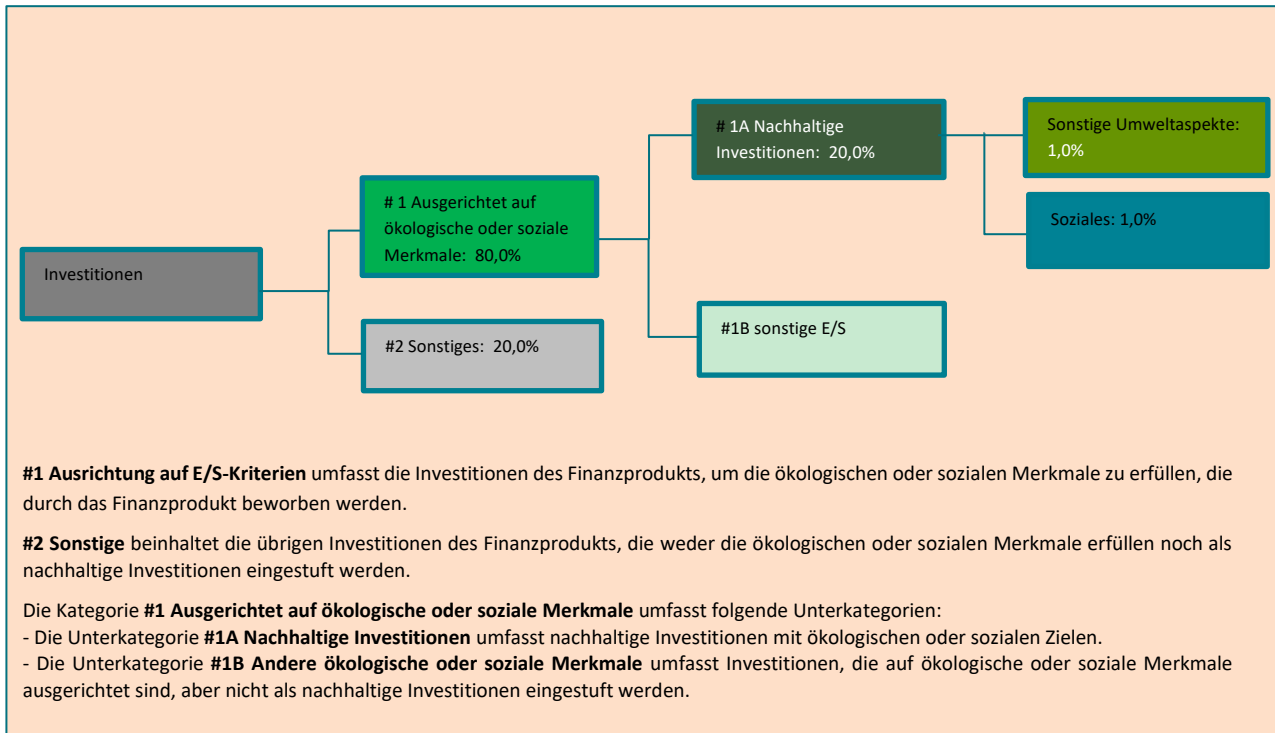 # 1A Nachhaltige
Investitionen: 20,0%
Sonstige Umweltaspekte:
1,0%
# 1 Ausgerichtet auf
ökologische oder soziale
Merkmale: 80,0%
Soziales: 1,0%
Investitionen
#2 Sonstiges: 20,0%
#1B sonstige E/S
#1 Ausrichtung auf E/S-Kriterien umfasst die Investitionen des Finanzprodukts, um die ökologischen oder sozialen Merkmale zu erfüllen, die
durch das Finanzprodukt beworben werden.
#2 Sonstige beinhaltet die übrigen Investitionen des Finanzprodukts, die weder die ökologischen oder sozialen Merkmale erfüllen noch als
nachhaltige Investitionen eingestuft werden.
Die Kategorie #1 Ausgerichtet auf ökologische oder soziale Merkmale umfasst folgende Unterkategorien:
- Die Unterkategorie #1A Nachhaltige Investitionen umfasst nachhaltige Investitionen mit ökologischen oder sozialen Zielen.
- Die Unterkategorie #1B Andere ökologische oder soziale Merkmale umfasst Investitionen, die auf ökologische oder soziale Merkmale
ausgerichtet sind, aber nicht als nachhaltige Investitionen eingestuft werden.